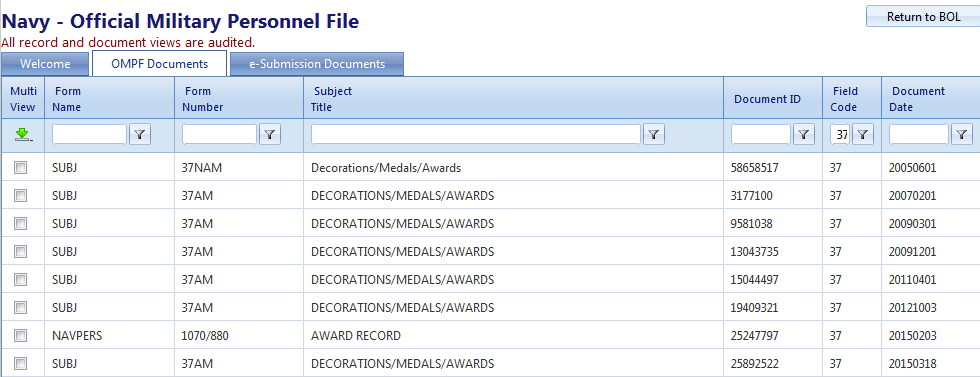 Navy - Official Military Personnel File
Return to BOL
All record and document views are audited.
Welcome OMPF Documents e-Submission Documents
Multi View Form Name Form Number Subject Title Document ID Field Code Document Date
37
SUBJ 37NAM Decorations/Medals/Awards 58658517 37 20050601
SUBJ 37AM DECORATIONS/MEDALS/AWARDS 3177100 37 20070201
SUBJ 37AM DECORATIONS/MEDALS/AWARDS 9581038 37 20090301
SUBJ 37AM DECORATIONS/MEDALS/AWARDS 13043735 37 20091201
SUBJ 37AM DECORATIONS/MEDALS/AWARDS 15044497 37 20110401
SUBJ 37AM DECORATIONS/MEDALS/AWARDS 19409321 37 20121003
NAVPERS 1070/880 AWARD RECORD 25247797 37 20150203
SUBJ 37AM DECORATIONS/MEDALS/AWARDS 25892522 37 20150318